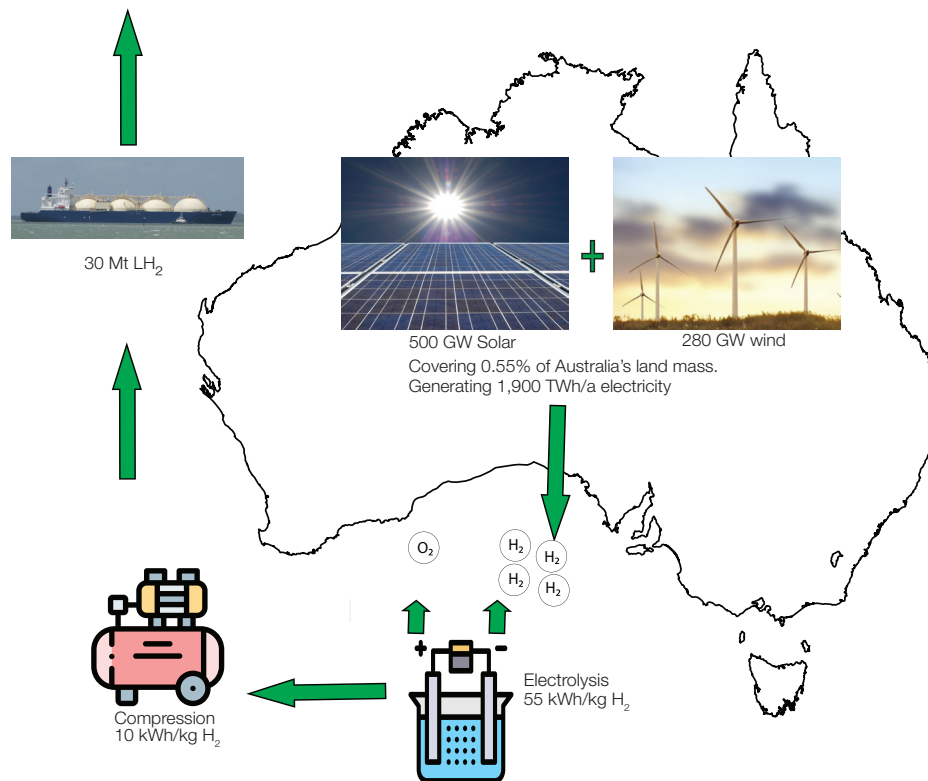 30 Mt LH₂
500 GW Solar
280 GW wind
Covering 0.55% of Australia's land mass.
Generating 1,900 TWh/a electricity
O₂
H₂
H₂
H₂
H₂
+
−
Electrolysis
55 kWh/kg H₂
Compression
10 kWh/kg H₂